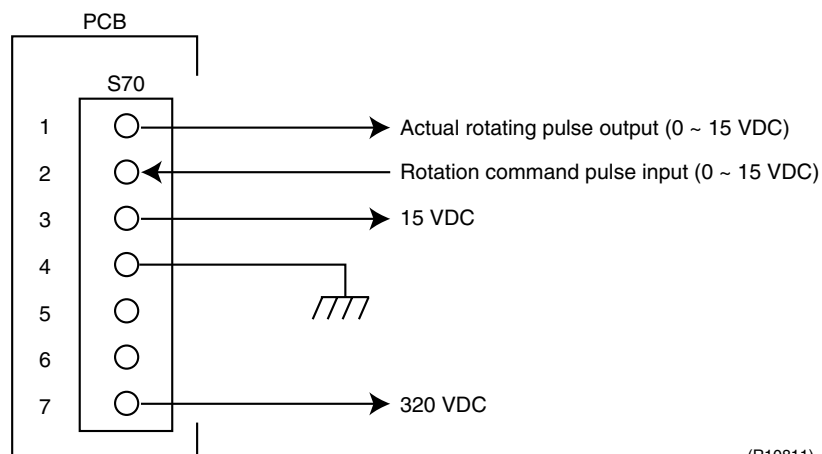 PCB
S70
1 Actual rotating pulse output (0 ~ 15 VDC)
2 Rotation command pulse input (0 ~ 15 VDC)
3 15 VDC
4
5
6
7 320 VDC
(R10811)